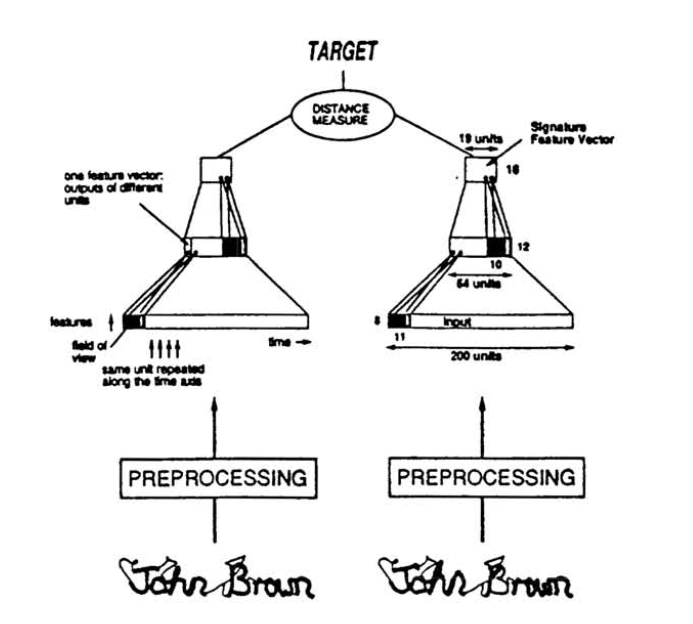 TARGET
DISTANCE
MEASURE
19 units
Signature
Feature Vector
16
one feature vector:
outputs of different
units
12
10
64 units
features
8
input
field of
view
time
11
same unit repeated
along the time axis
200 units
PREPROCESSING
PREPROCESSING
John Brown
John Brown